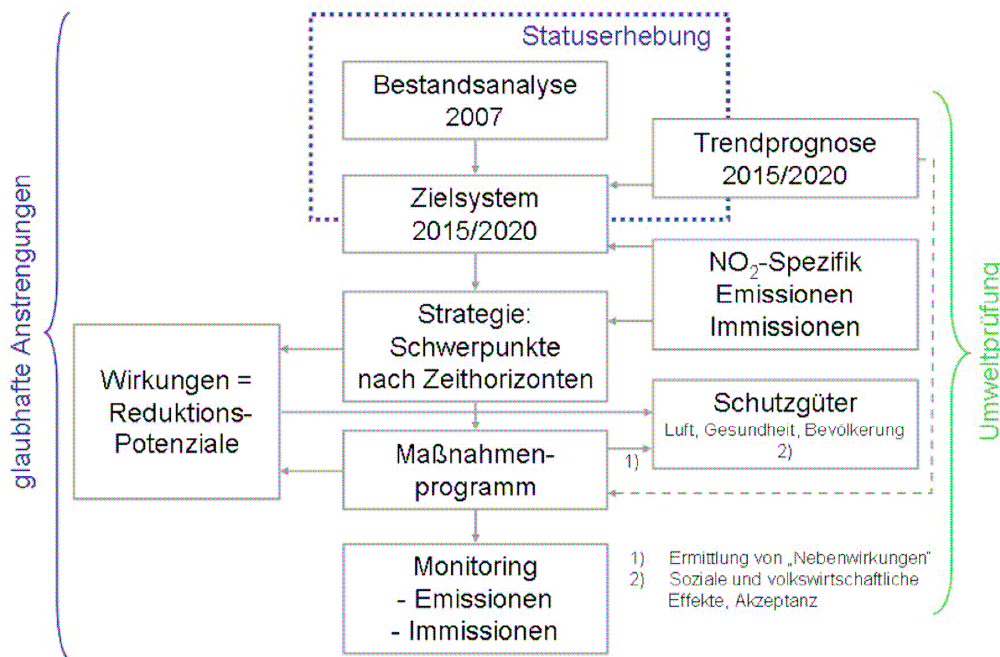 Statuserhebung
Bestandsanalyse
2007
Trendprognose
2015/2020
Zielsystem
2015/2020
NO₂-Spezifik
Emissionen
Immissionen
Strategie:
Schwerpunkte
nach Zeithorizonten
Wirkungen =
Reduktions-
Potenziale
Schutzgüter
Luft, Gesundheit, Bevölkerung
2)
1)
Maßnahmen-
programm
Monitoring
- Emissionen
- Immissionen
1) Ermittlung von „Nebenwirkungen“
2) Soziale und volkswirtschaftliche
Effekte, Akzeptanz
glaubhafte Anstrengungen
Umweltprüfung